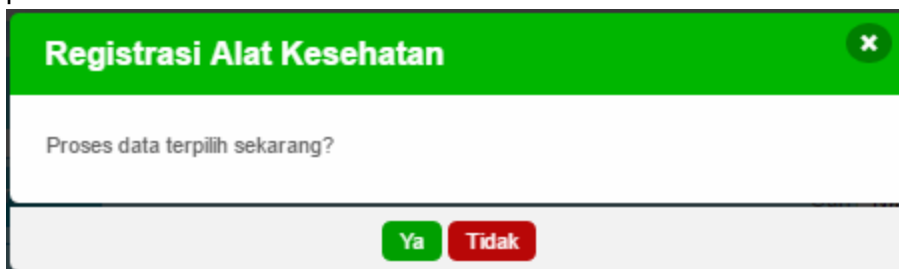 Registrasi Alat Kesehatan
Proses data terpilih sekarang?
Ya Tidak